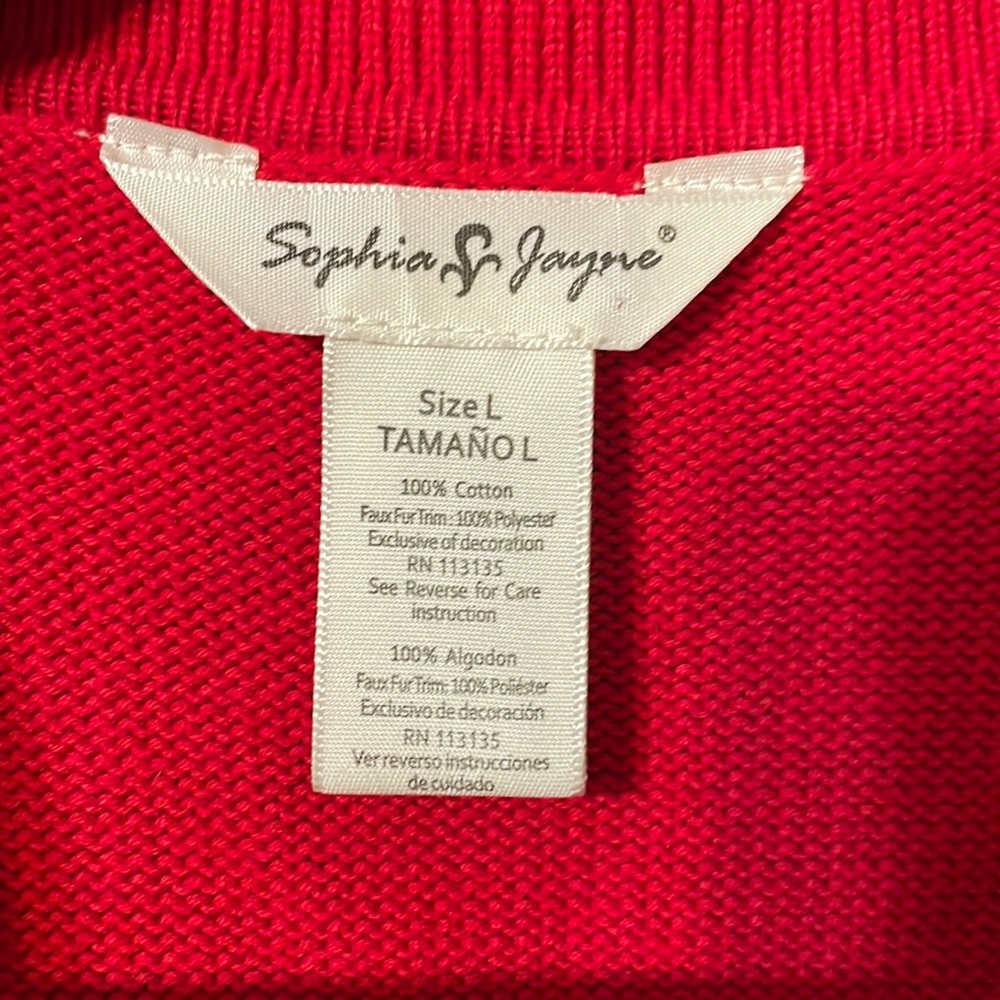 Sophia Jayne®
Size L
TAMAÑO L
100% Cotton
Faux Fur Trim : 100% Polyester
Exclusive of decoration
RN 113135
See Reverse for Care
instruction
100% Algodon
Faux Fur Trim: 100% Poliéster
Exclusivo de decoración
RN 113135
Ver reverso instrucciones
de cuidado